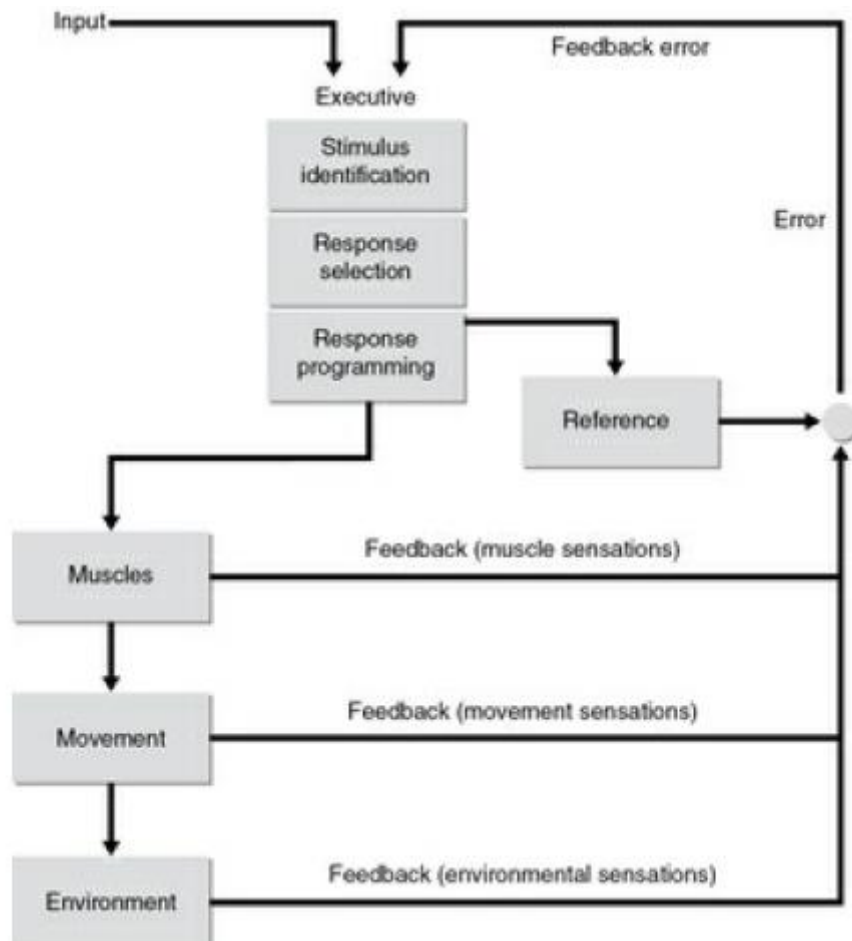 Input
Feedback error
Executive
Stimulus
identification
Error
Response
selection
Response
programming
Reference
Feedback (muscle sensations)
Muscles
Feedback (movement sensations)
Movement
Feedback (environmental sensations)
Environment